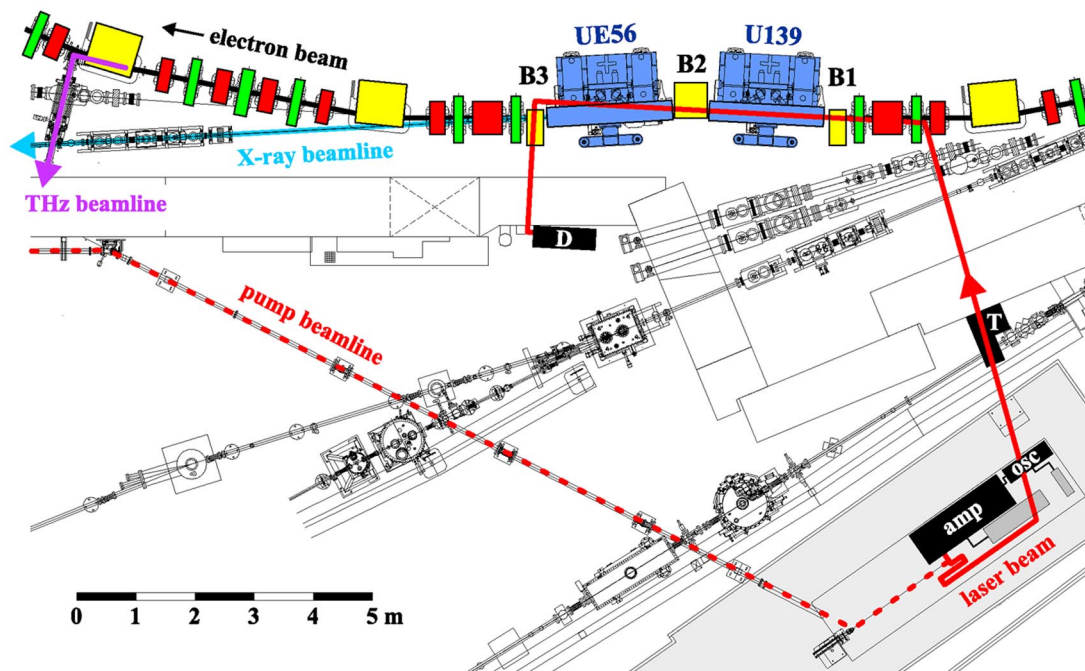 UE56
U139
electron beam
B3
B2
B1
X-ray beamline
THz beamline
D
pump beamline
T
osc
amp
laser beam
0 1 2 3 4 5 m